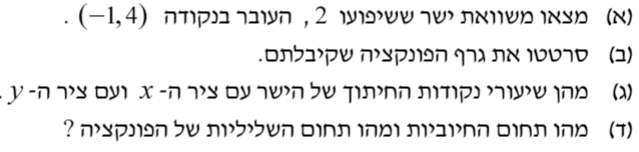 (א) מצאו משוואת ישר ששיפועו 2 , העובר בנקודה (−1,4) .
(ב) סרטטו את גרף הפונקציה שקיבלתם.
(ג) מהן שיעורי נקודות החיתוך של הישר עם ציר ה- x ועם ציר ה- y .
(ד) מהו תחום החיוביות ומהו תחום השליליות של הפונקציה ?